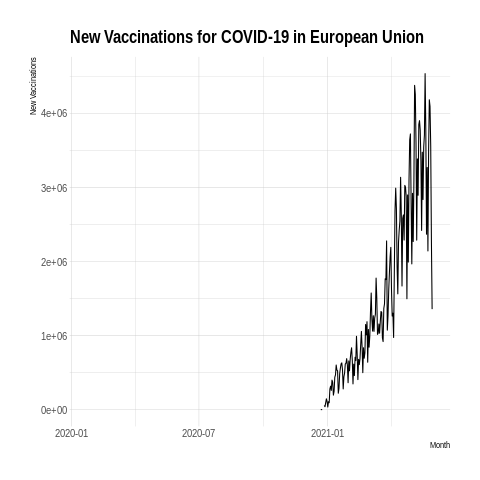 New Vaccinations for COVID-19 in European Union
New Vaccinations
4e+06
3e+06
2e+06
1e+06
0e+00
2020-01 2020-07 2021-01
Month